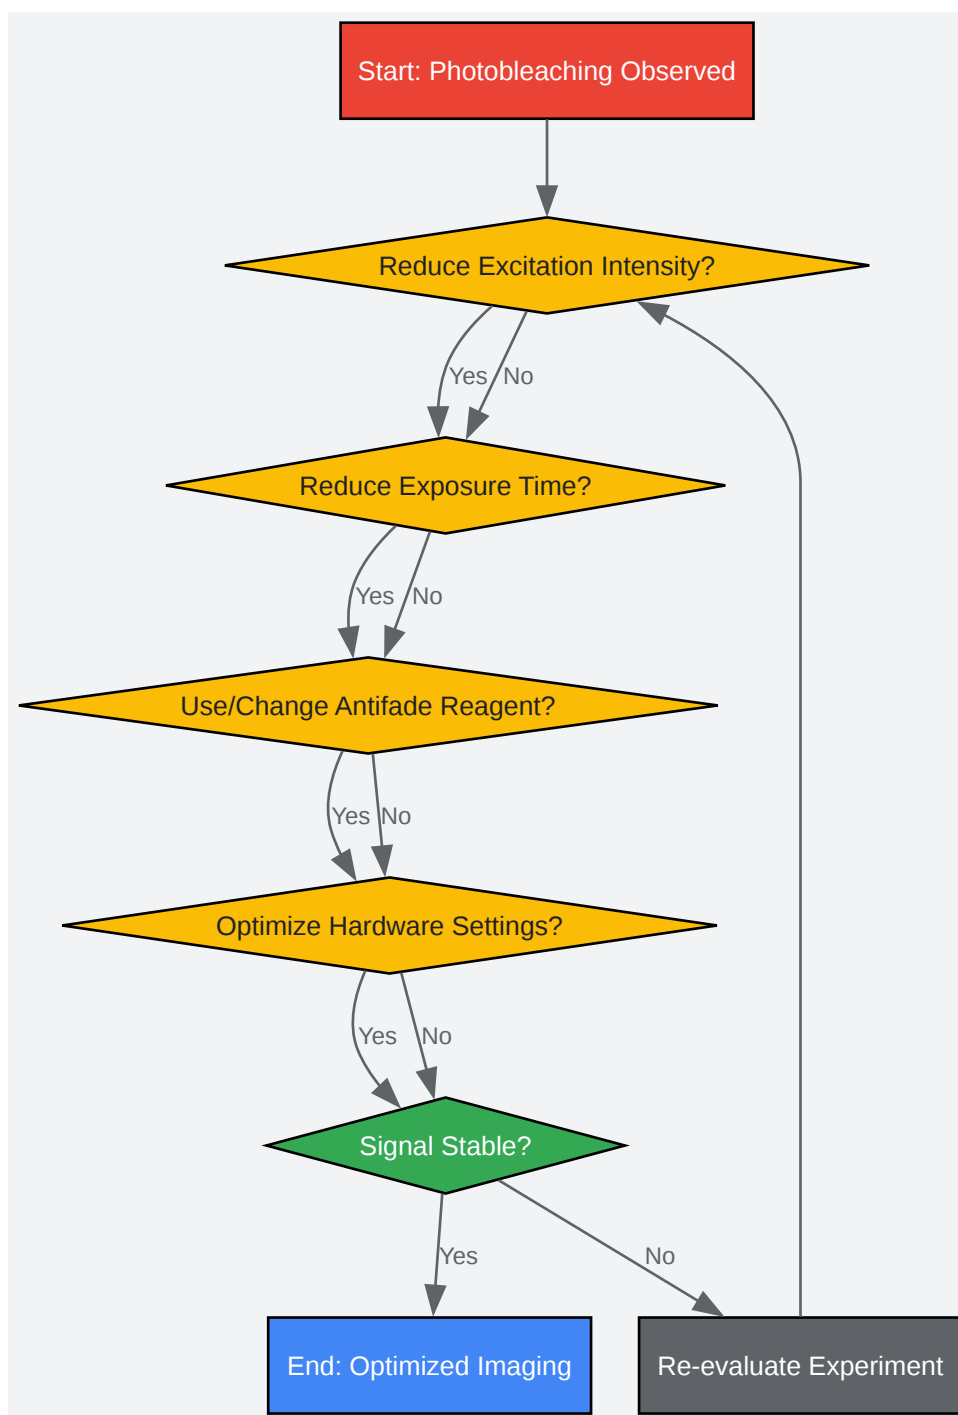 Start: Photobleaching Observed
Reduce Excitation Intensity?
Yes
No
Reduce Exposure Time?
Yes
No
Use/Change Antifade Reagent?
Yes
No
Optimize Hardware Settings?
Yes
No
Signal Stable?
Yes
No
End: Optimized Imaging
Re-evaluate Experiment